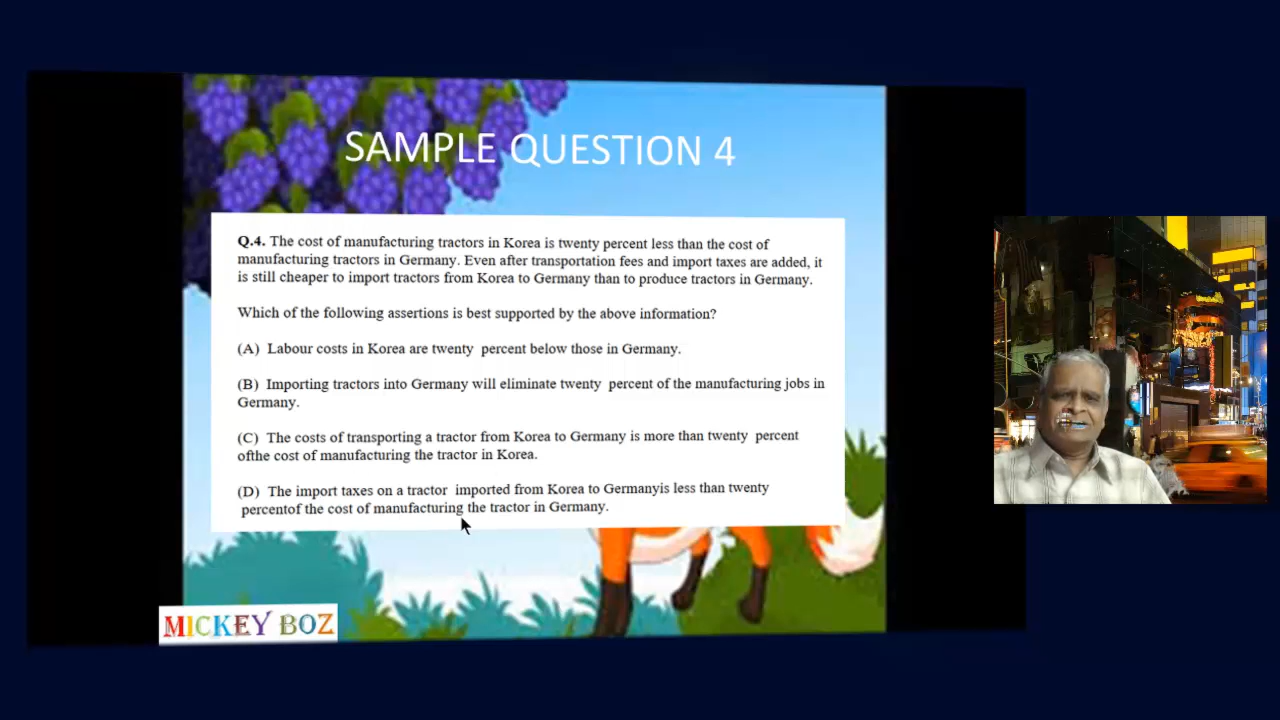 SAMPLE QUESTION 4
Q.4. The cost of manufacturing tractors in Korea is twenty percent less than the cost of
manufacturing tractors in Germany. Even after transportation fees and import taxes are added, it
is still cheaper to import tractors from Korea to Germany than to produce tractors in Germany.
Which of the following assertions is best supported by the above information?
(A) Labour costs in Korea are twenty percent below those in Germany.
(B) Importing tractors into Germany will eliminate twenty percent of the manufacturing jobs in
Germany.
(C) The costs of transporting a tractor from Korea to Germany is more than twenty percent
ofthe cost of manufacturing the tractor in Korea.
(D) The import taxes on a tractor imported from Korea to Germanyis less than twenty
percentof the cost of manufacturing the tractor in Germany.
MICKEY BOZ